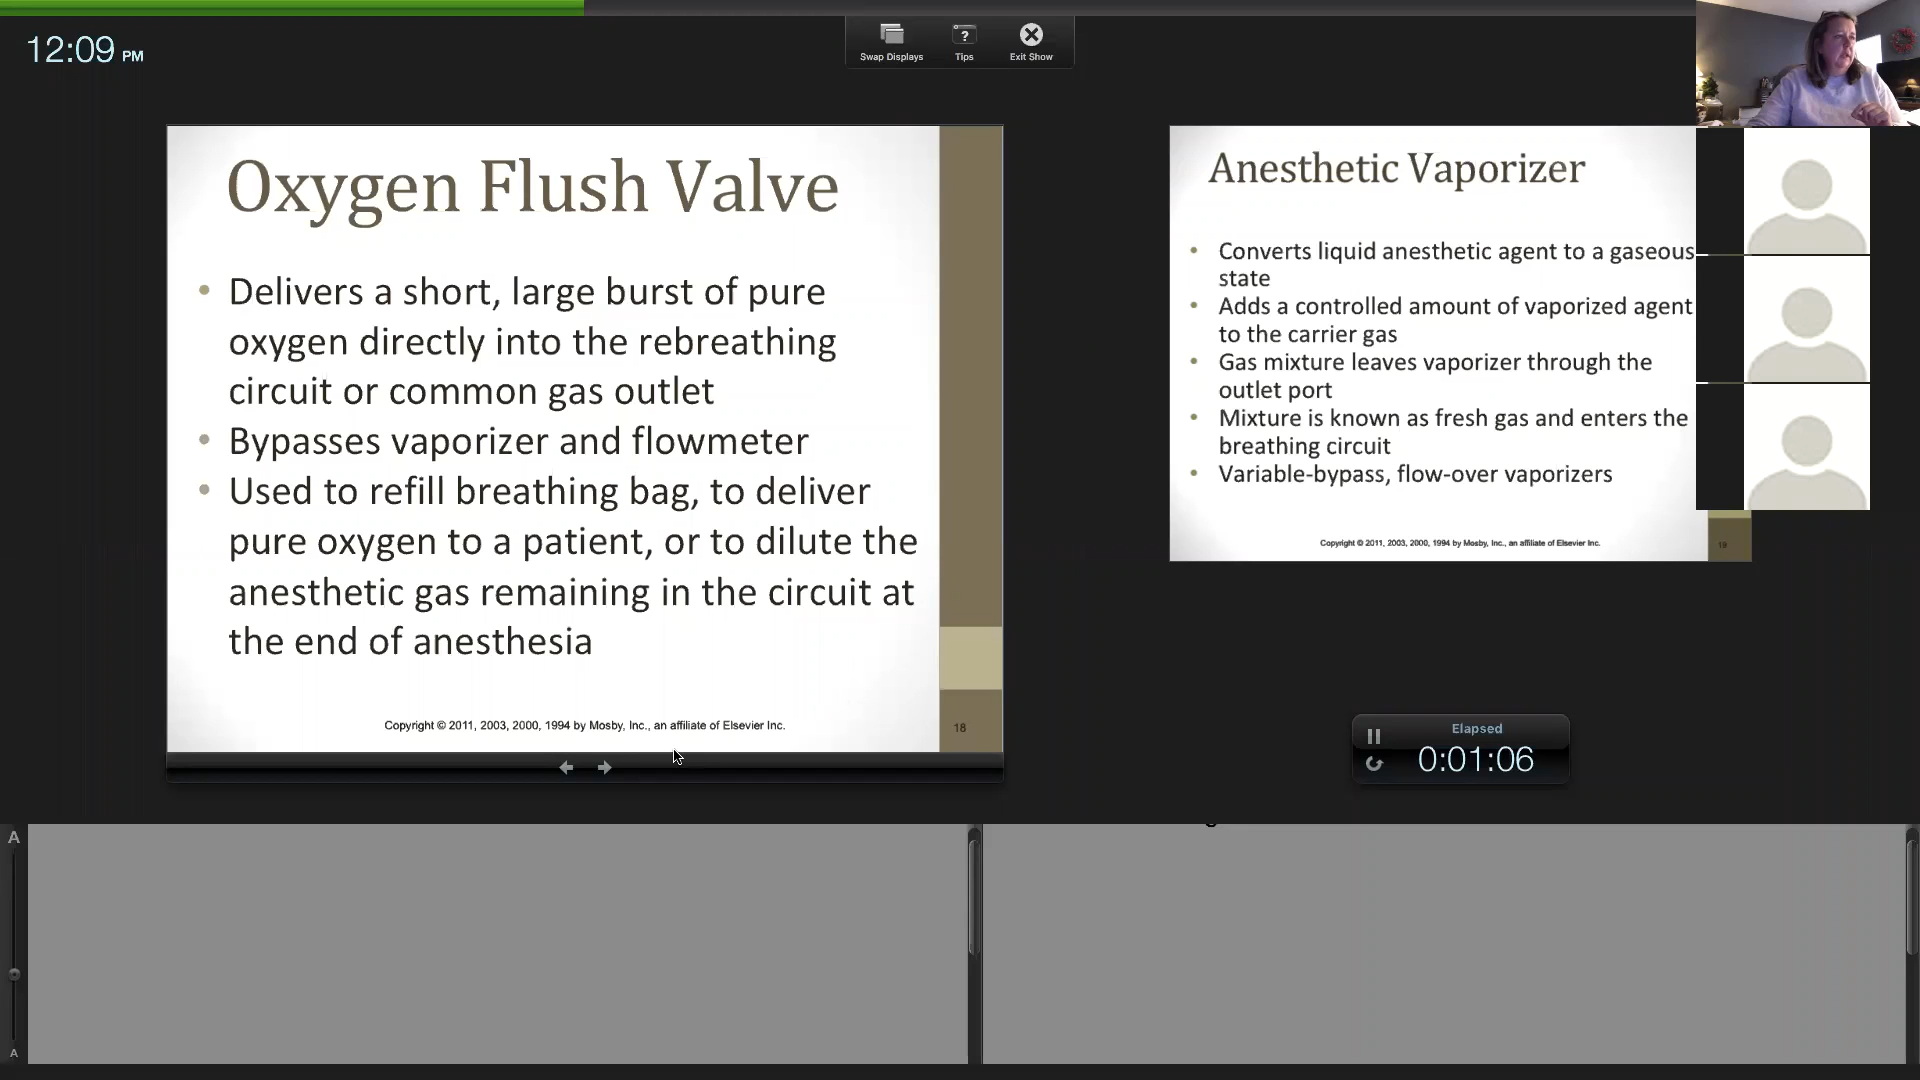 12:09 PM
Swap Displays
Tips
Exit Show
Oxygen Flush Valve
• Delivers a short, large burst of pure
oxygen directly into the rebreathing
circuit or common gas outlet
• Bypasses vaporizer and flowmeter
• Used to refill breathing bag, to deliver
pure oxygen to a patient, or to dilute the
anesthetic gas remaining in the circuit at
the end of anesthesia
Copyright © 2011, 2003, 2000, 1994 by Mosby, Inc., an affiliate of Elsevier Inc.
18
Anesthetic Vaporizer
• Converts liquid anesthetic agent to a gaseous
state
• Adds a controlled amount of vaporized agent
to the carrier gas
• Gas mixture leaves vaporizer through the
outlet port
• Mixture is known as fresh gas and enters the
breathing circuit
• Variable-bypass, flow-over vaporizers
Copyright © 2011, 2003, 2000, 1994 by Mosby, Inc., an affiliate of Elsevier Inc.
19
Elapsed
0:01:06
A
A